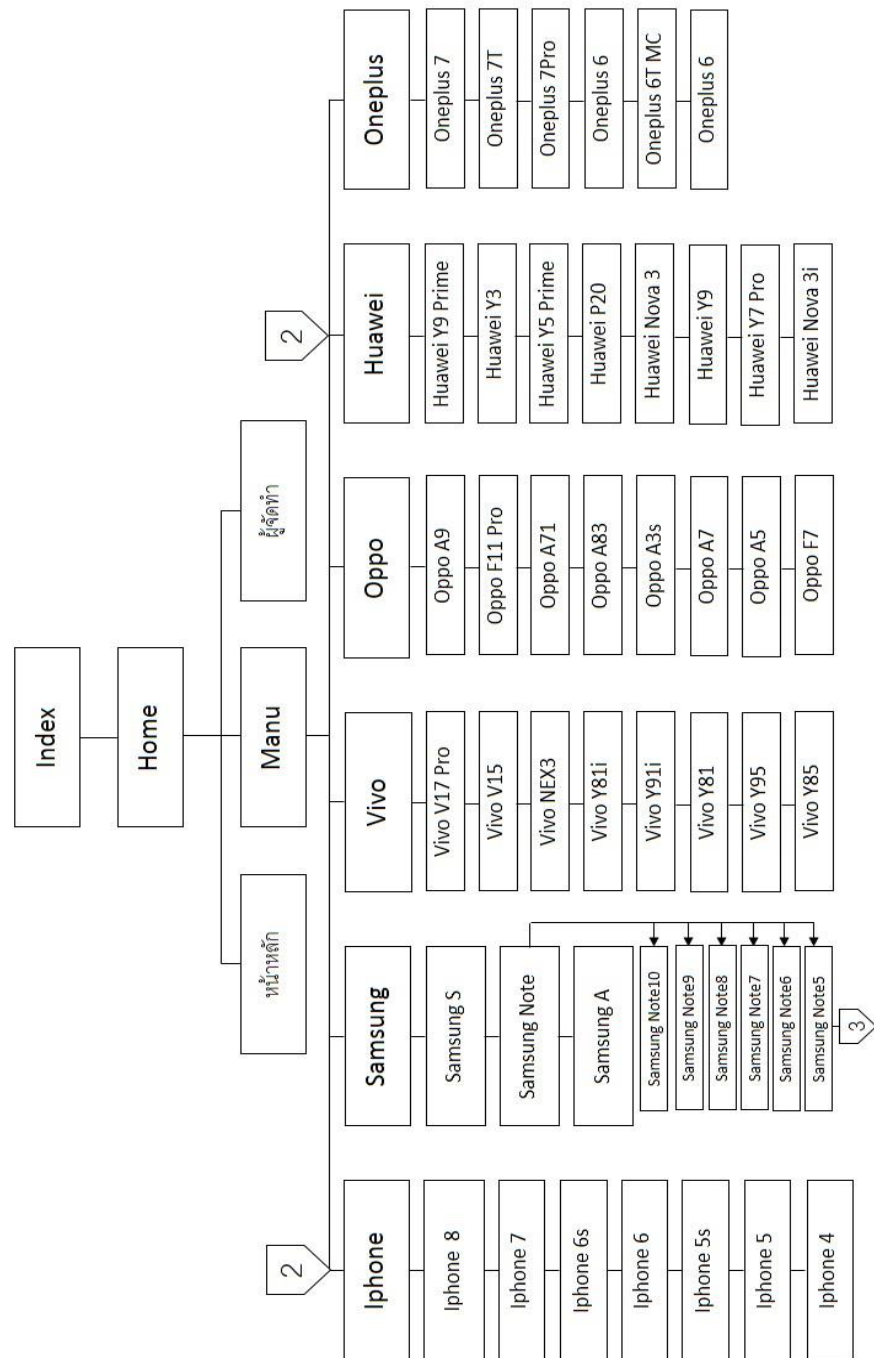 Index
Home
หน้าหลัก
Manu
ผู้จัดทำ
2
2
Iphone
Iphone 8
Iphone 7
Iphone 6s
Iphone 6
Iphone 5s
Iphone 5
Iphone 4
Samsung
Samsung S
Samsung Note
Samsung A
Samsung Note10
Samsung Note9
Samsung Note8
Samsung Note7
Samsung Note6
Samsung Note5
3
Vivo
Vivo V17 Pro
Vivo V15
Vivo NEX3
Vivo Y81i
Vivo Y91i
Vivo Y81
Vivo Y95
Vivo Y85
Oppo
Oppo A9
Oppo F11 Pro
Oppo A71
Oppo A83
Oppo A3s
Oppo A7
Oppo A5
Oppo F7
Huawei
Huawei Y9 Prime
Huawei Y3
Huawei Y5 Prime
Huawei P20
Huawei Nova 3
Huawei Y9
Huawei Y7 Pro
Huawei Nova 3i
Oneplus
Oneplus 7
Oneplus 7T
Oneplus 7Pro
Oneplus 6
Oneplus 6T MC
Oneplus 6